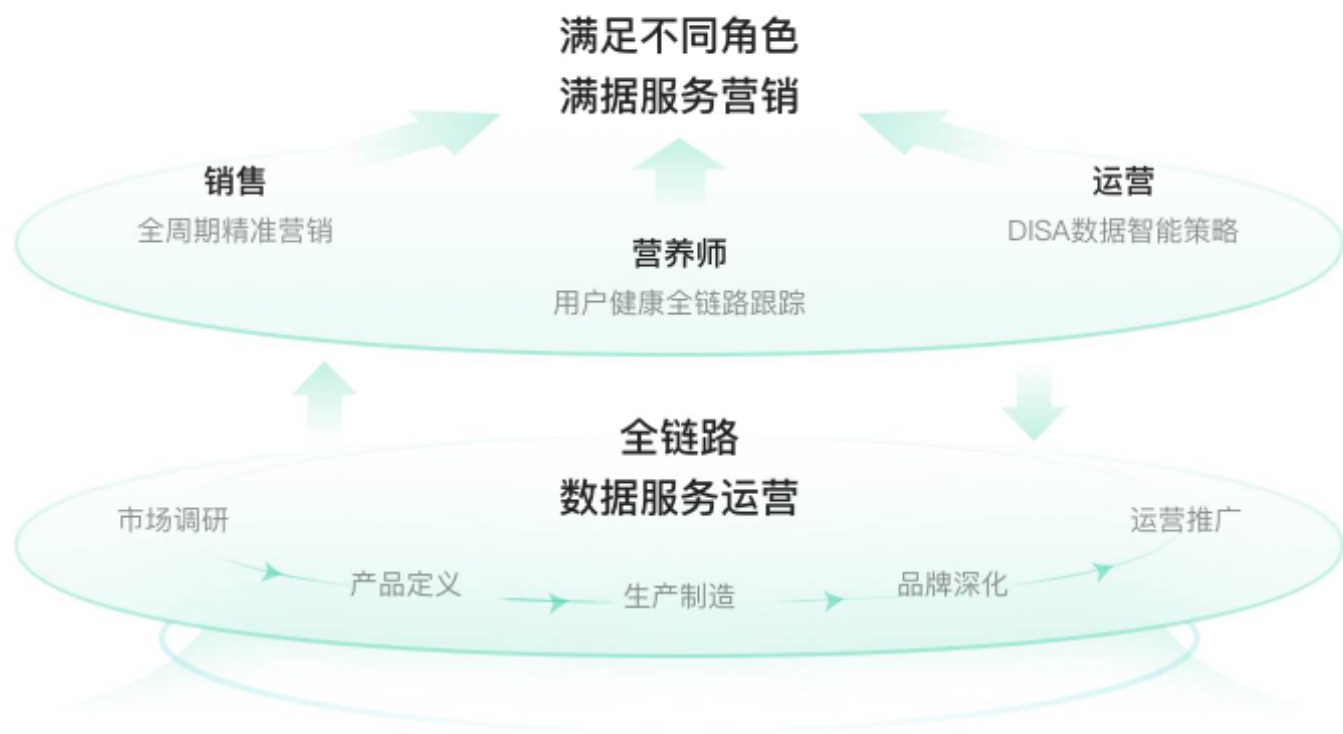 满足不同角色
满据服务营销
销售
全周期精准营销
营养师
用户健康全链路跟踪
运营
DISA数据智能策略
全链路
数据服务运营
市场调研
产品定义
生产制造
品牌深化
运营推广